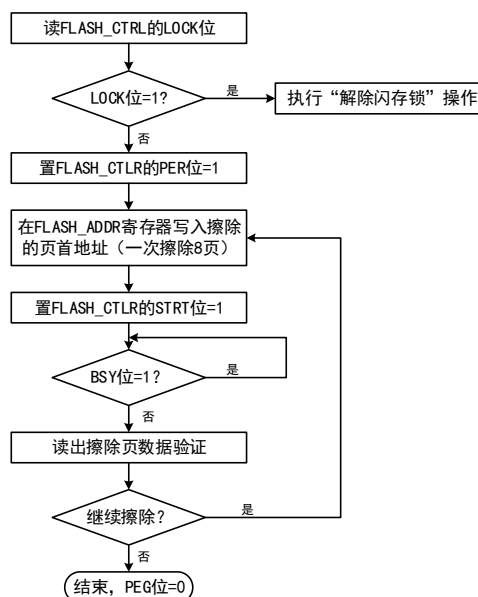 读FLASH_CTRL的LOCK位
LOCK位=1?
是
执行“解除闪存锁”操作
否
置FLASH_CTLR的PER位=1
在FLASH_ADDR寄存器写入擦除
的页首地址（一次擦除8页）
置FLASH_CTLR的STRT位=1
BSY位=1?
是
否
读出擦除页数据验证
继续擦除？
是
否
结束，PEG位=0